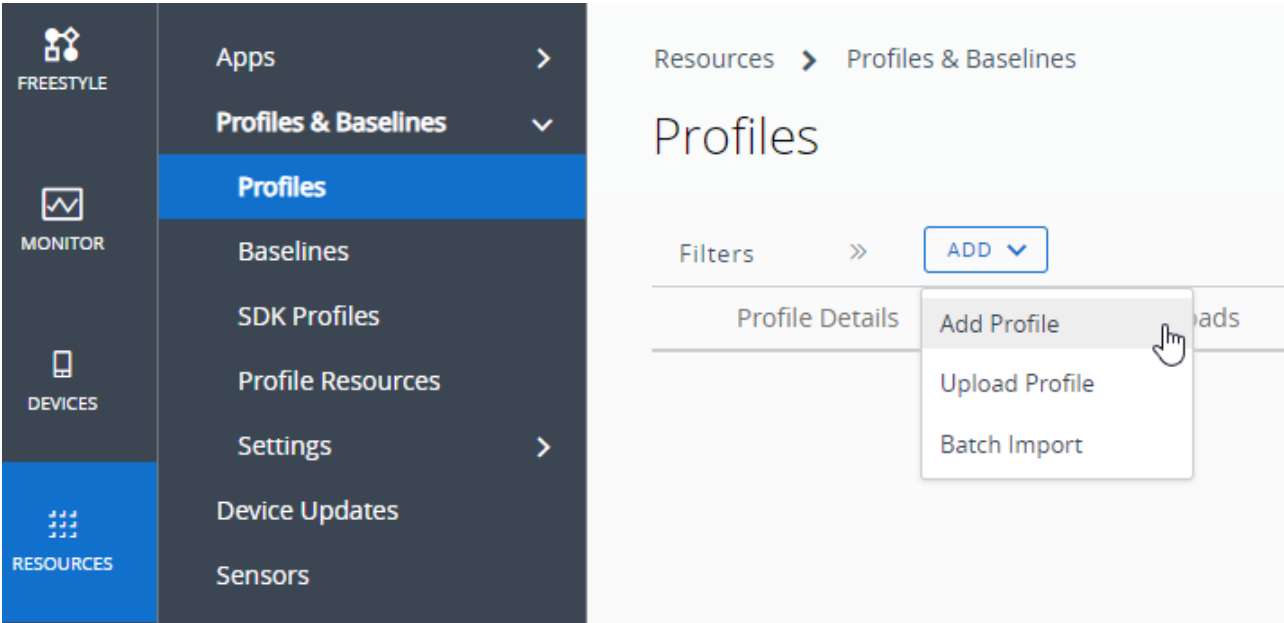 FREESTYLE
MONITOR
DEVICES
RESOURCES
Apps
Profiles & Baselines
Profiles
Baselines
SDK Profiles
Profile Resources
Settings
Device Updates
Sensors
Resources Profiles & Baselines
Profiles
Filters ADD
Profile Details
Add Profile
Upload Profile
Batch Import